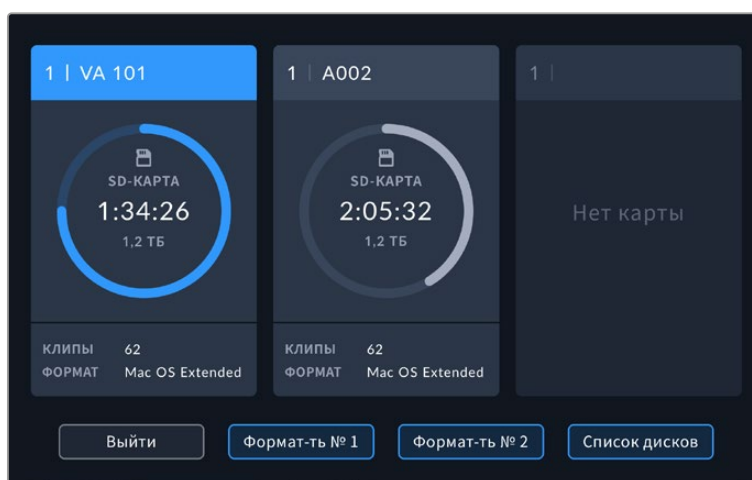 1 | VA 101
SD-КАРТА
1:34:26
1,2 ТБ
КЛИПЫ 62
ФОРМАТ Mac OS Extended
1 | A002
SD-КАРТА
2:05:32
1,2 ТБ
КЛИПЫ 62
ФОРМАТ Mac OS Extended
1 |
Нет карты
Выйти
Формат-ть № 1
Формат-ть № 2
Список дисков